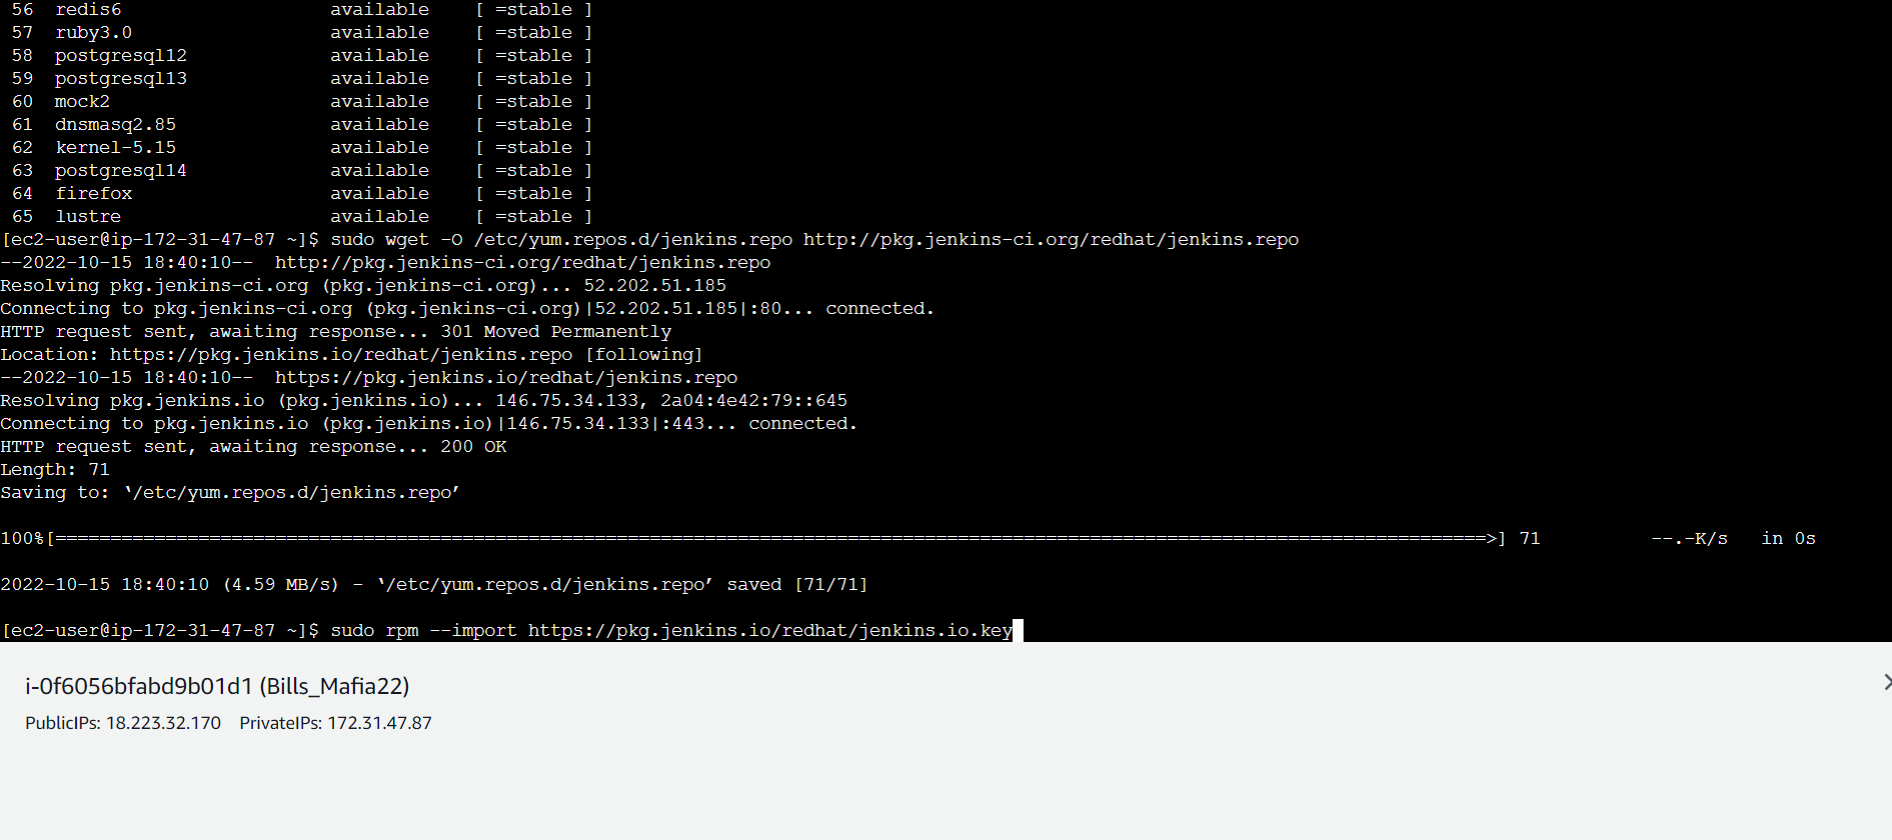 56 redis6 available [ =stable ]
57 ruby3.0 available [ =stable ]
58 postgresql12 available [ =stable ]
59 postgresql13 available [ =stable ]
60 mock2 available [ =stable ]
61 dnsmasq2.85 available [ =stable ]
62 kernel-5.15 available [ =stable ]
63 postgresql14 available [ =stable ]
64 firefox available [ =stable ]
65 lustre available [ =stable ]
[ec2-user@ip-172-31-47-87 ~]$ sudo wget -O /etc/yum.repos.d/jenkins.repo http://pkg.jenkins-ci.org/redhat/jenkins.repo
--2022-10-15 18:40:10-- http://pkg.jenkins-ci.org/redhat/jenkins.repo
Resolving pkg.jenkins-ci.org (pkg.jenkins-ci.org)... 52.202.51.185
Connecting to pkg.jenkins-ci.org (pkg.jenkins-ci.org)|52.202.51.185|:80... connected.
HTTP request sent, awaiting response... 301 Moved Permanently
Location: https://pkg.jenkins.io/redhat/jenkins.repo [following]
--2022-10-15 18:40:10-- https://pkg.jenkins.io/redhat/jenkins.repo
Resolving pkg.jenkins.io (pkg.jenkins.io)... 146.75.34.133, 2a04:4e42:79::645
Connecting to pkg.jenkins.io (pkg.jenkins.io)|146.75.34.133|:443... connected.
HTTP request sent, awaiting response... 200 OK
Length: 71
Saving to: ‘/etc/yum.repos.d/jenkins.repo’
100%[==================================================================================================================================>] 71 --.-K/s in 0s
2022-10-15 18:40:10 (4.59 MB/s) - ‘/etc/yum.repos.d/jenkins.repo’ saved [71/71]
[ec2-user@ip-172-31-47-87 ~]$ sudo rpm --import https://pkg.jenkins.io/redhat/jenkins.io.key
i-0f6056bfabd9b01d1 (Bills_Mafia22)
PublicIPs: 18.223.32.170 PrivateIPs: 172.31.47.87